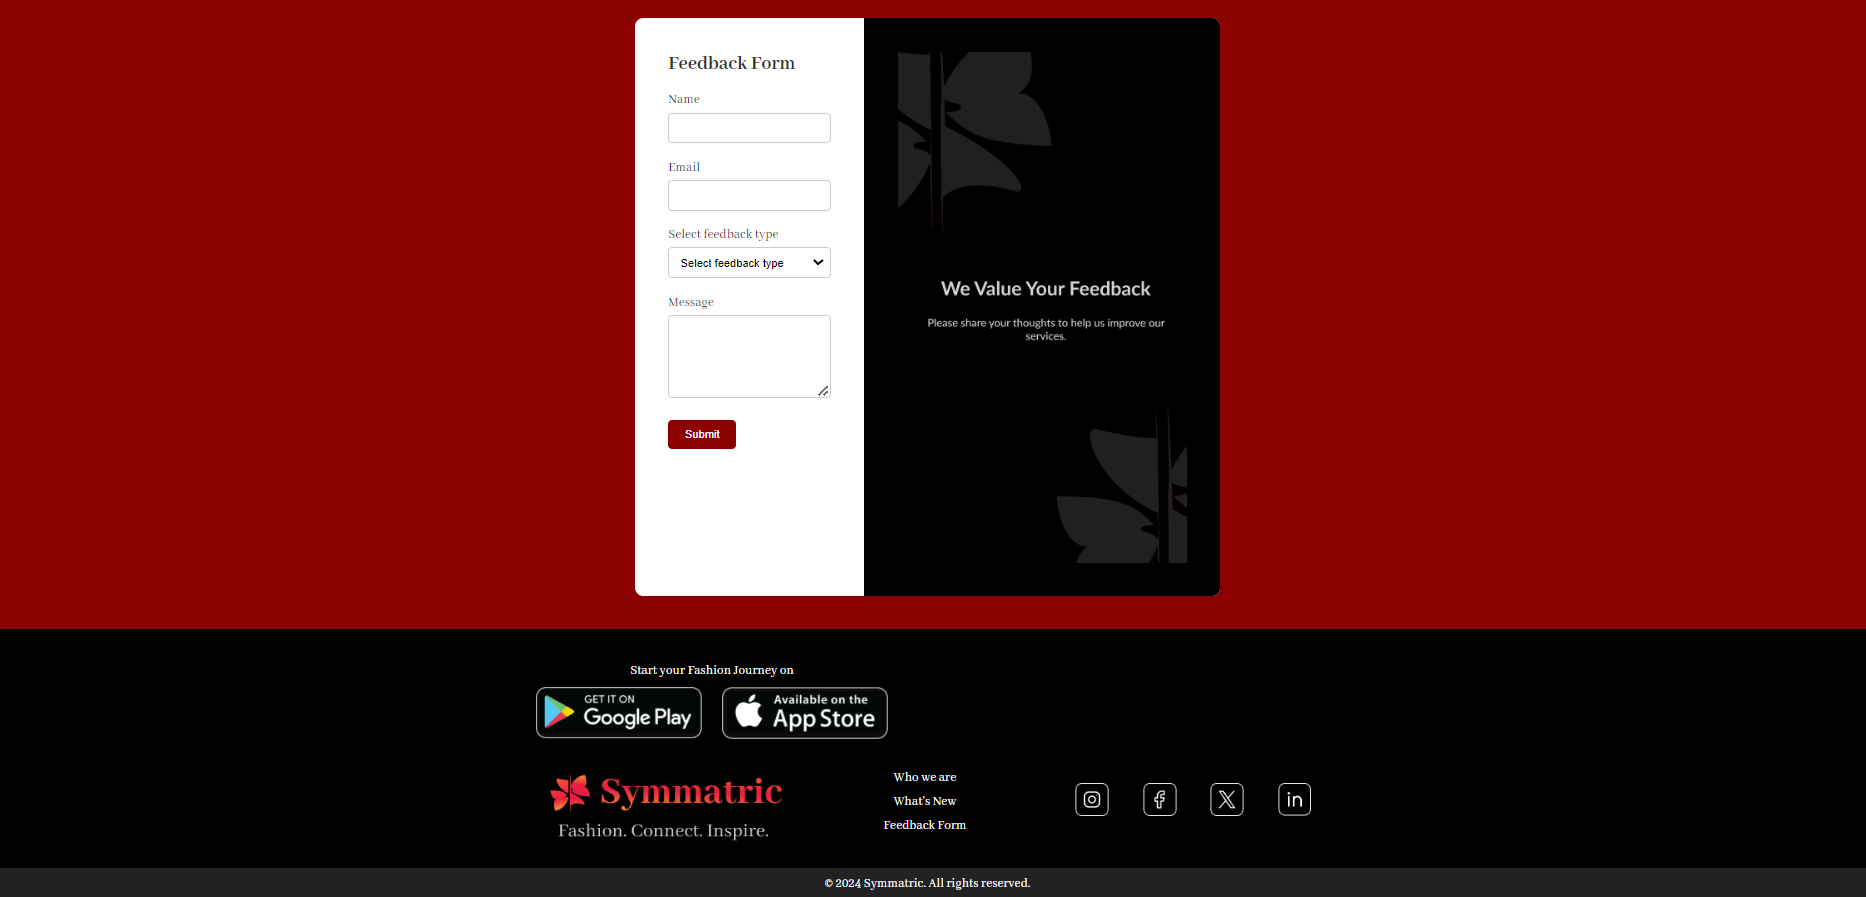 Feedback Form
Name
Email
Select feedback type
Select feedback type
Message
Submit
We Value Your Feedback
Please share your thoughts to help us improve our
services.
Start your Fashion Journey on
GET IT ON
Google Play
Available on the
App Store
Symmatric
Fashion. Connect. Inspire.
Who we are
What's New
Feedback Form
© 2024 Symmatric. All rights reserved.